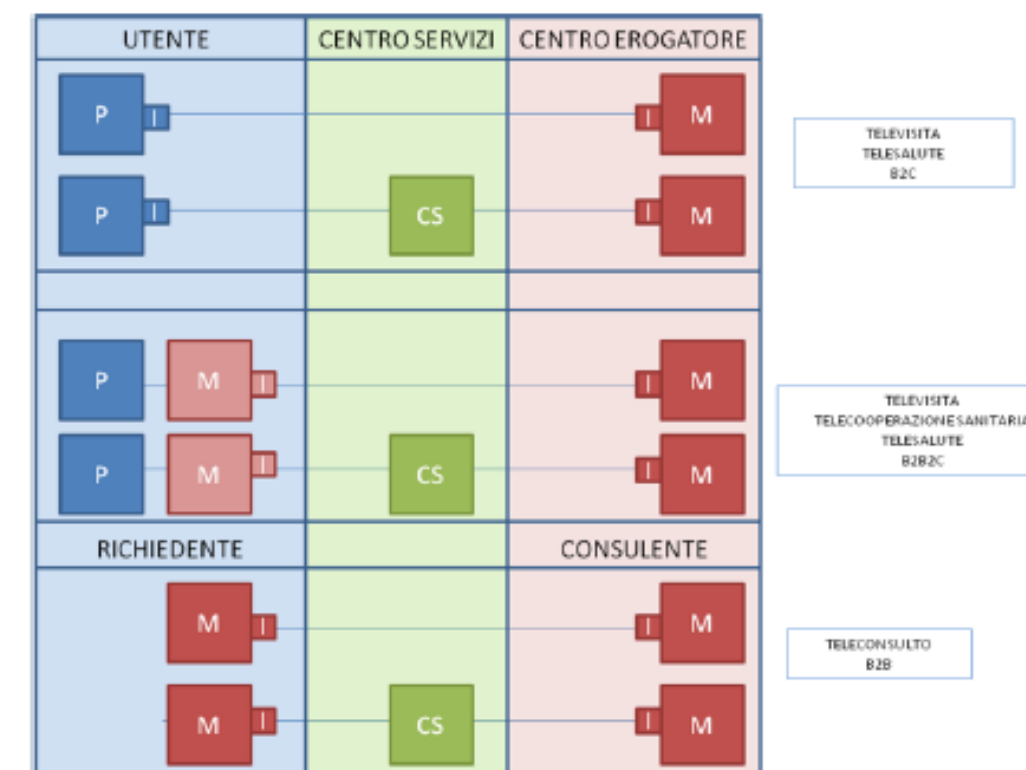 UTENTE CENTRO SERVIZI CENTRO EROGATORE
P I I M
TELEVISITA
TELESALUTE
B2C
P I CS I M
P M I I M
TELEVISITA
TELECOOPERAZIONE SANITARIA
TELESALUTE
B2B2C
P M I CS I M
RICHIEDENTE CONSULENTE
M I I M
TELECONSULTO
B2B
M I CS I M